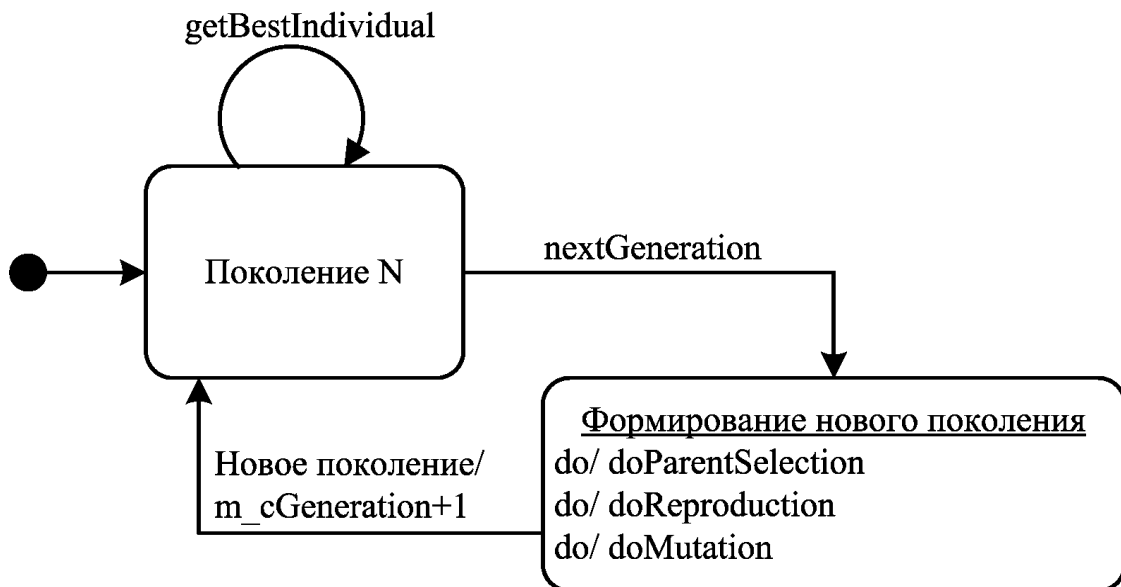 getBestIndividual
Поколение N
nextGeneration
Формирование нового поколения
do/ doParentSelection
do/ doReproduction
do/ doMutation
Новое поколение/
m_cGeneration+1